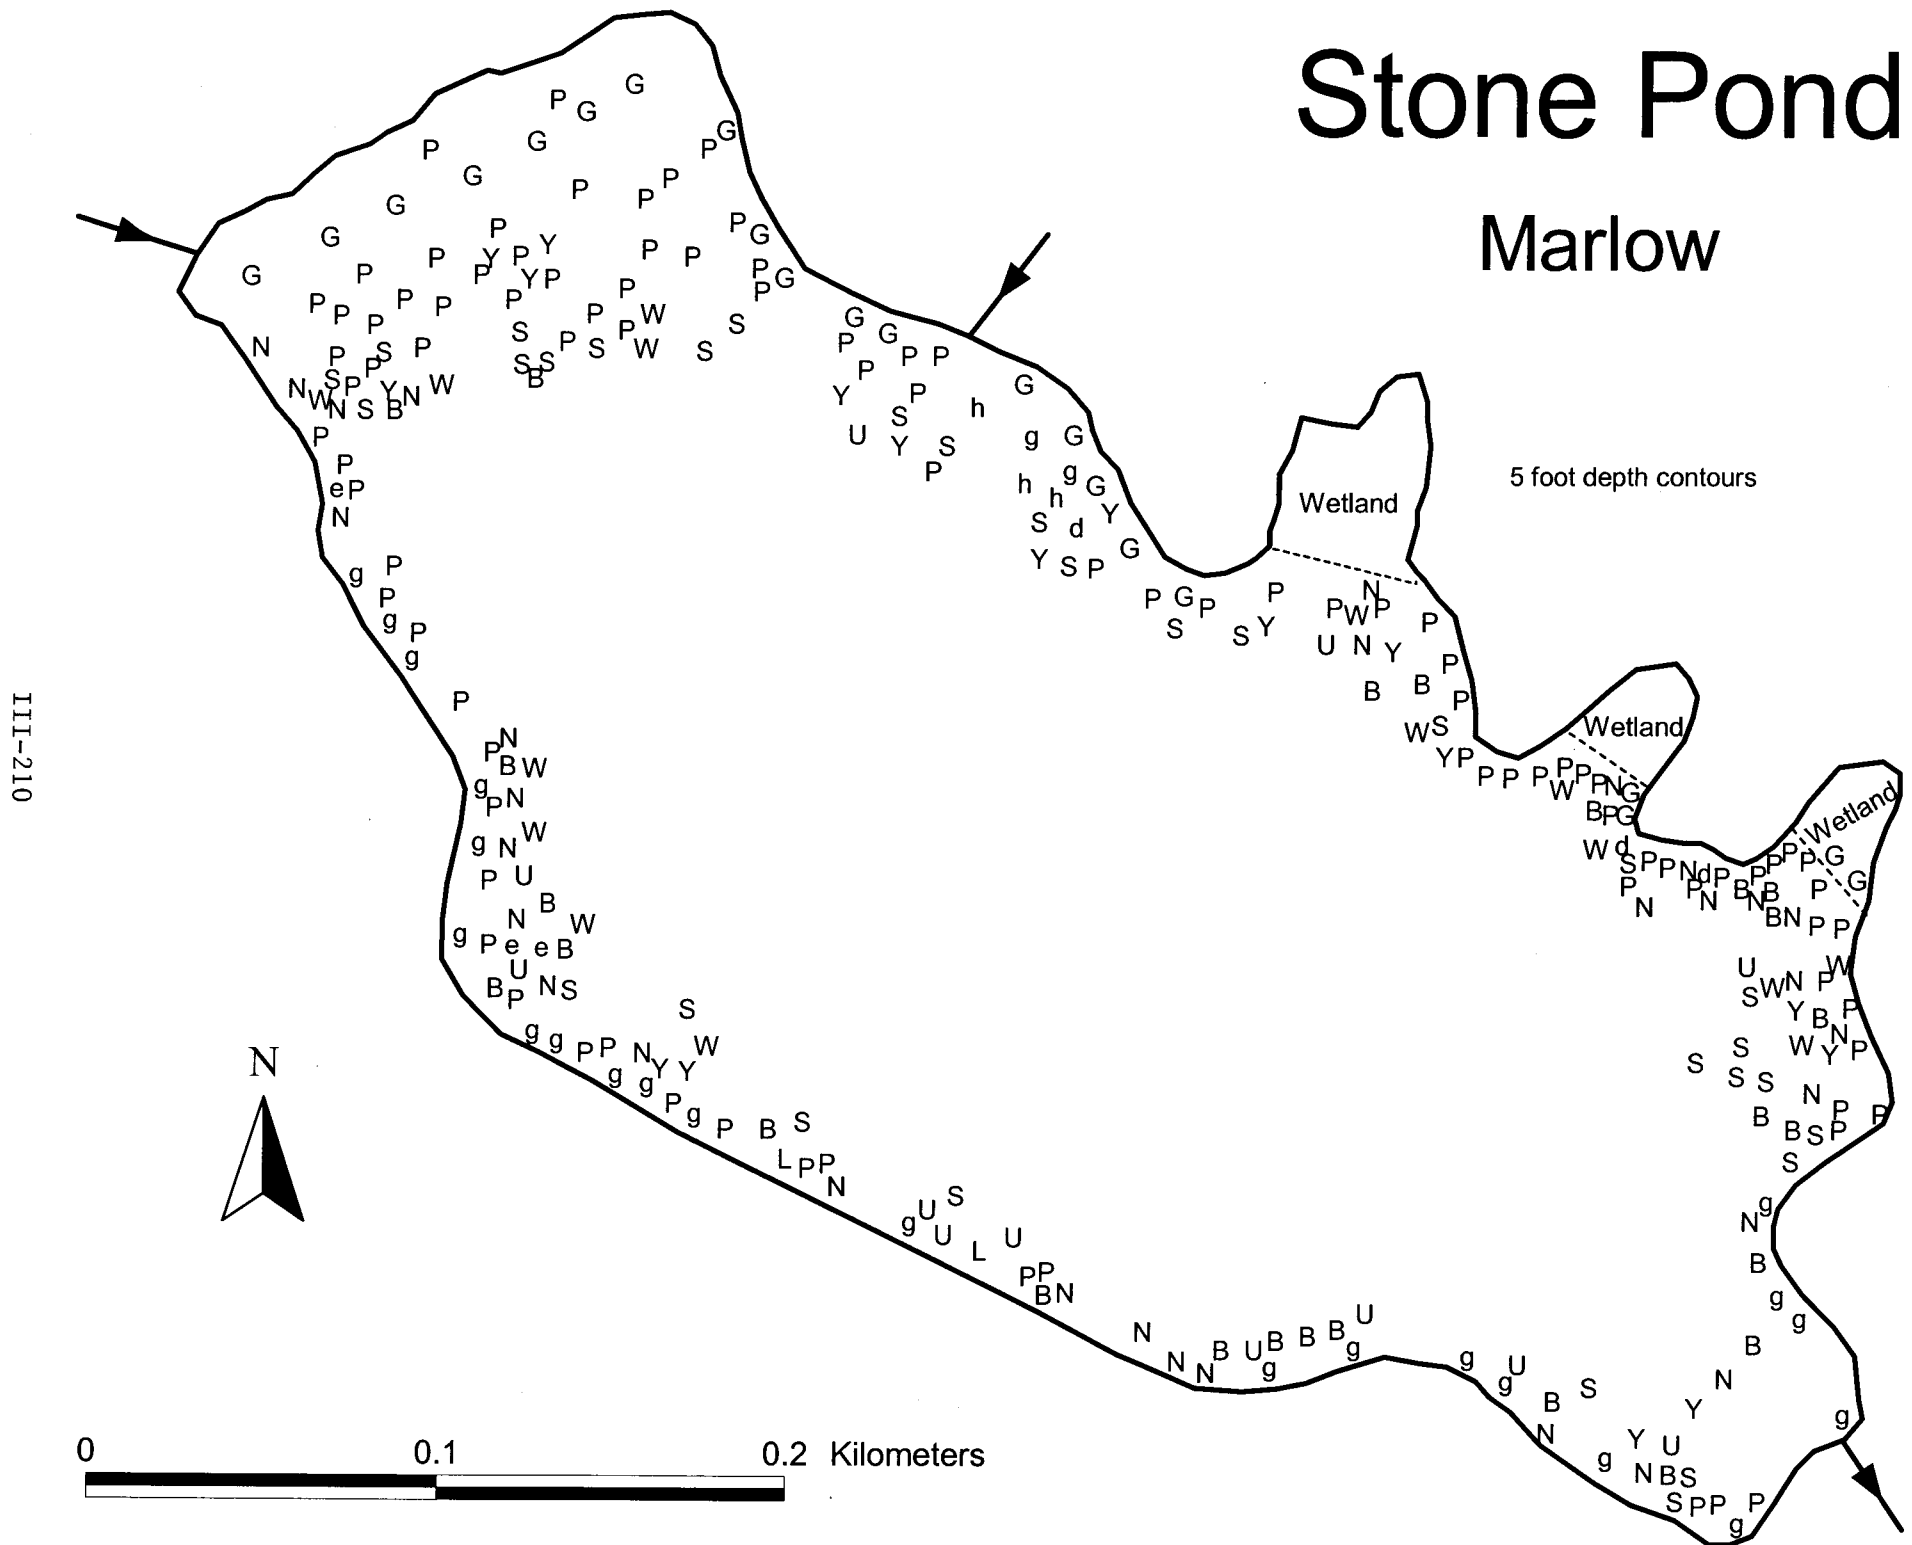 Stone Pond
Marlow
5 foot depth contours
Wetland
Wetland
Wetland
III-210
N
0 0.1 0.2 Kilometers
G
P G
G P G
P
G P
P P
G
P G
G P Y
P P Y P P P
G P P Y P P G
P P P P P P
P P S P P W S G
N P S P P S P W S P G P P
S P P S S B P
N W P Y N W Y P G
N S B S h
P U Y S g G
P P g
e P h h G
N S d Y
g P Y S P G
P P G P P N
g P S S Y P W P P
g U N Y
P B B P P
N W S
P B W Y P P P P P P P N G
g P N W B P G
W W d
g N S P P N d P P P P P G
P U P P B B P G
B N N N
N W B N P P
g P e e B
U U W
B P N S S W N P
S Y B P
g g P P N W W Y N P
Y Y S S
g g S S N
P g P B S B P P
B S P
L P P S
N g
g U S N
U L U B
P P g
B N g
N B U B B B U B
N N g g g g U N
B S Y g
N Y U
g N B S
S P P P
g